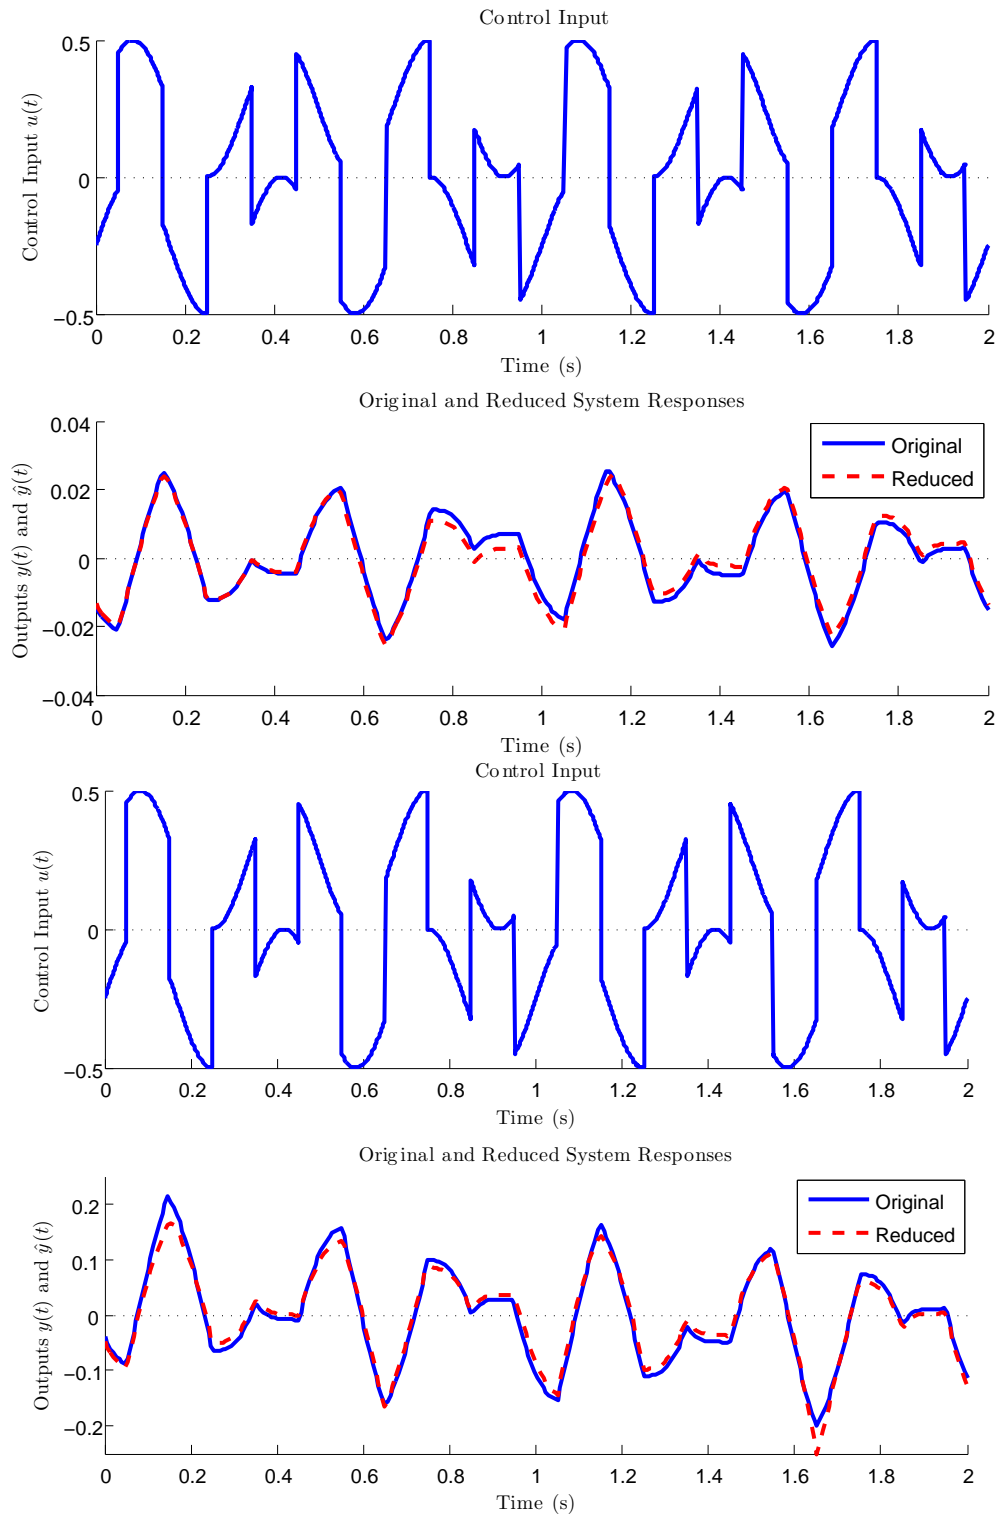 Control Input
0.5
0
−0.5
Control Input u(t)
0 0.2 0.4 0.6 0.8 1 1.2 1.4 1.6 1.8 2
Time (s)
Original and Reduced System Responses
0.04
0.02
0
−0.02
−0.04
Outputs y(t) and ŷ(t)
Original
Reduced
0 0.2 0.4 0.6 0.8 1 1.2 1.4 1.6 1.8 2
Time (s)
Control Input
0.5
0
−0.5
Control Input u(t)
0 0.2 0.4 0.6 0.8 1 1.2 1.4 1.6 1.8 2
Time (s)
Original and Reduced System Responses
0.2
0.1
0
−0.1
−0.2
Outputs y(t) and ŷ(t)
Original
Reduced
0 0.2 0.4 0.6 0.8 1 1.2 1.4 1.6 1.8 2
Time (s)